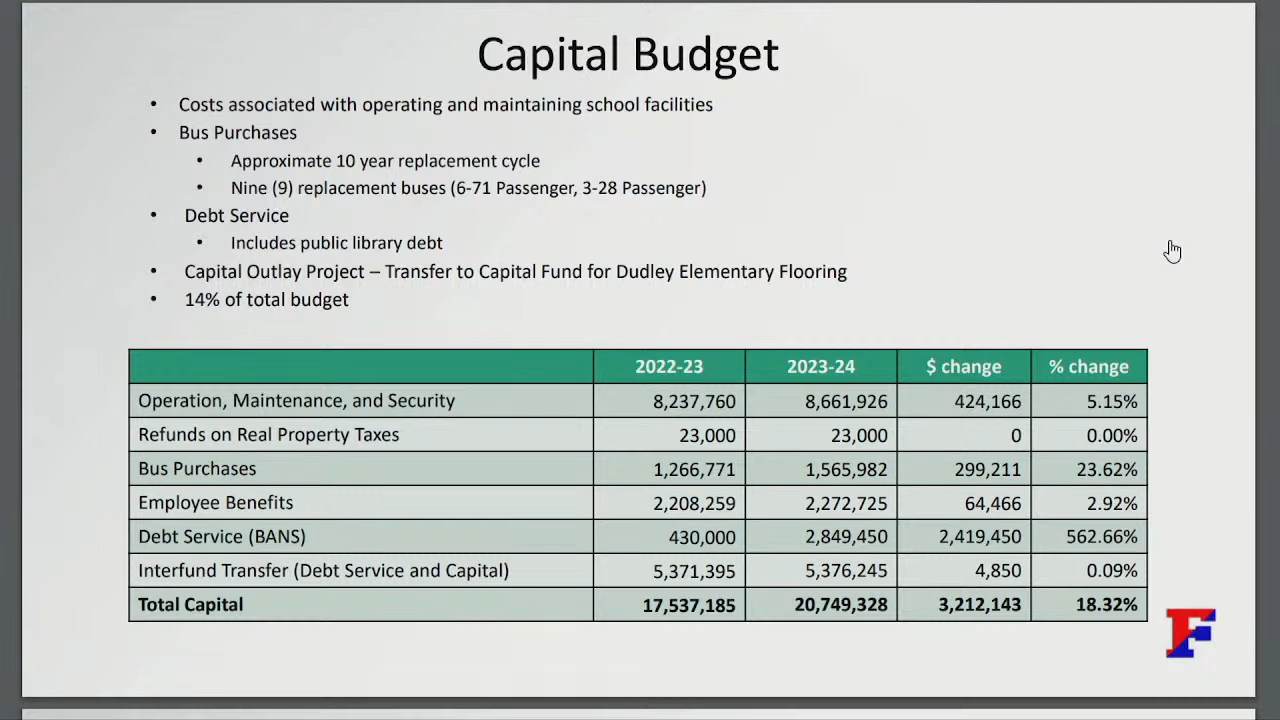 Capital Budget
• Costs associated with operating and maintaining school facilities
• Bus Purchases
• Approximate 10 year replacement cycle
• Nine (9) replacement buses (6-71 Passenger, 3-28 Passenger)
• Debt Service
• Includes public library debt
• Capital Outlay Project – Transfer to Capital Fund for Dudley Elementary Flooring
• 14% of total budget
2022-23 2023-24 $ change % change
Operation, Maintenance, and Security 8,237,760 8,661,926 424,166 5.15%
Refunds on Real Property Taxes 23,000 23,000 0 0.00%
Bus Purchases 1,266,771 1,565,982 299,211 23.62%
Employee Benefits 2,208,259 2,272,725 64,466 2.92%
Debt Service (BANS) 430,000 2,849,450 2,419,450 562.66%
Interfund Transfer (Debt Service and Capital) 5,371,395 5,376,245 4,850 0.09%
Total Capital 17,537,185 20,749,328 3,212,143 18.32%
F